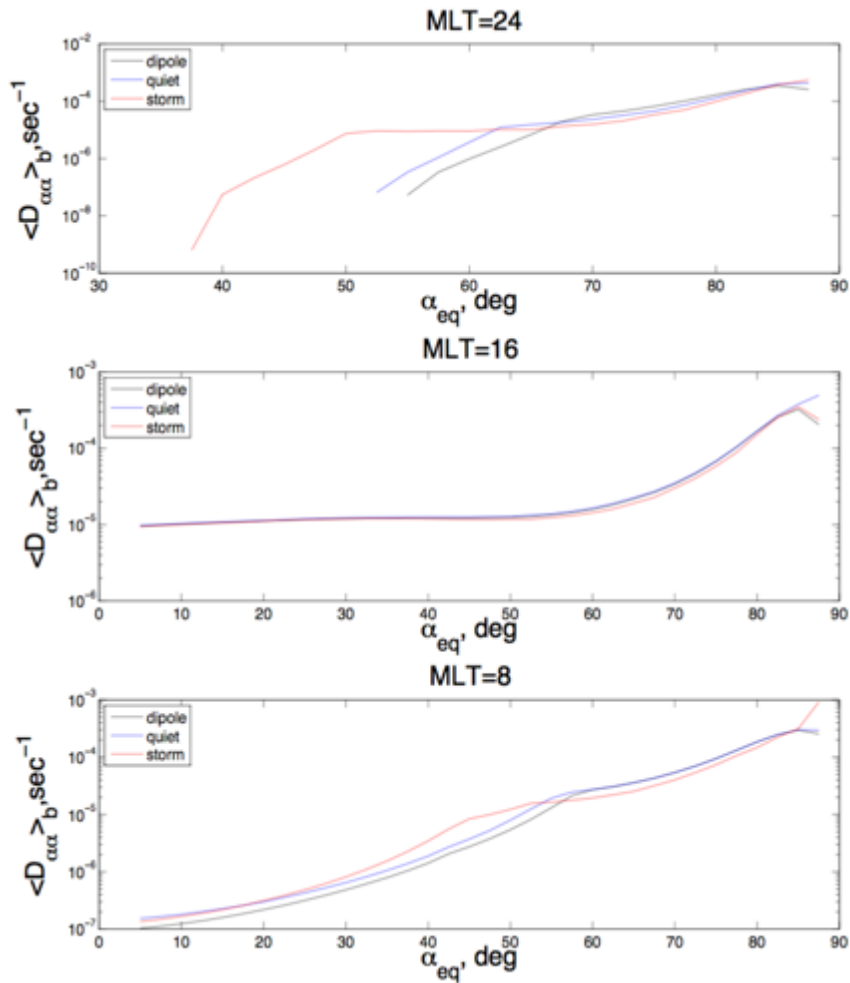 MLT=24
10⁻²
10⁻⁴
10⁻⁶
10⁻⁸
10⁻¹⁰
<D_αα>_b,sec⁻¹
dipole
quiet
storm
30 40 50 60 70 80 90
α_eq, deg
MLT=16
10⁻³
10⁻⁴
10⁻⁵
10⁻⁶
<D_αα>_b,sec⁻¹
dipole
quiet
storm
0 10 20 30 40 50 60 70 80 90
α_eq, deg
MLT=8
10⁻³
10⁻⁴
10⁻⁵
10⁻⁶
10⁻⁷
<D_αα>_b,sec⁻¹
dipole
quiet
storm
0 10 20 30 40 50 60 70 80 90
α_eq, deg